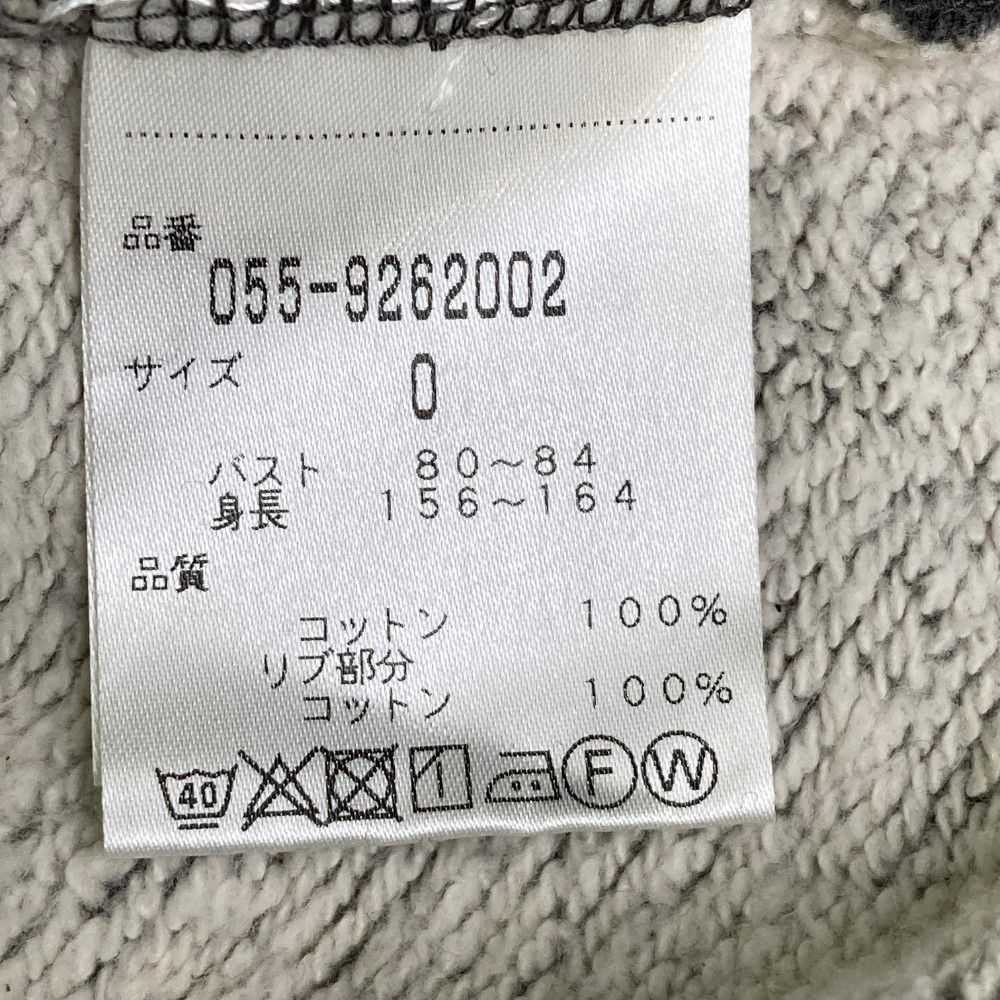 品番
055-9262002
サイズ 0
バスト 80~84
身長 156~164
品質
コットン 100%
リブ部分
コットン 100%
40 F W